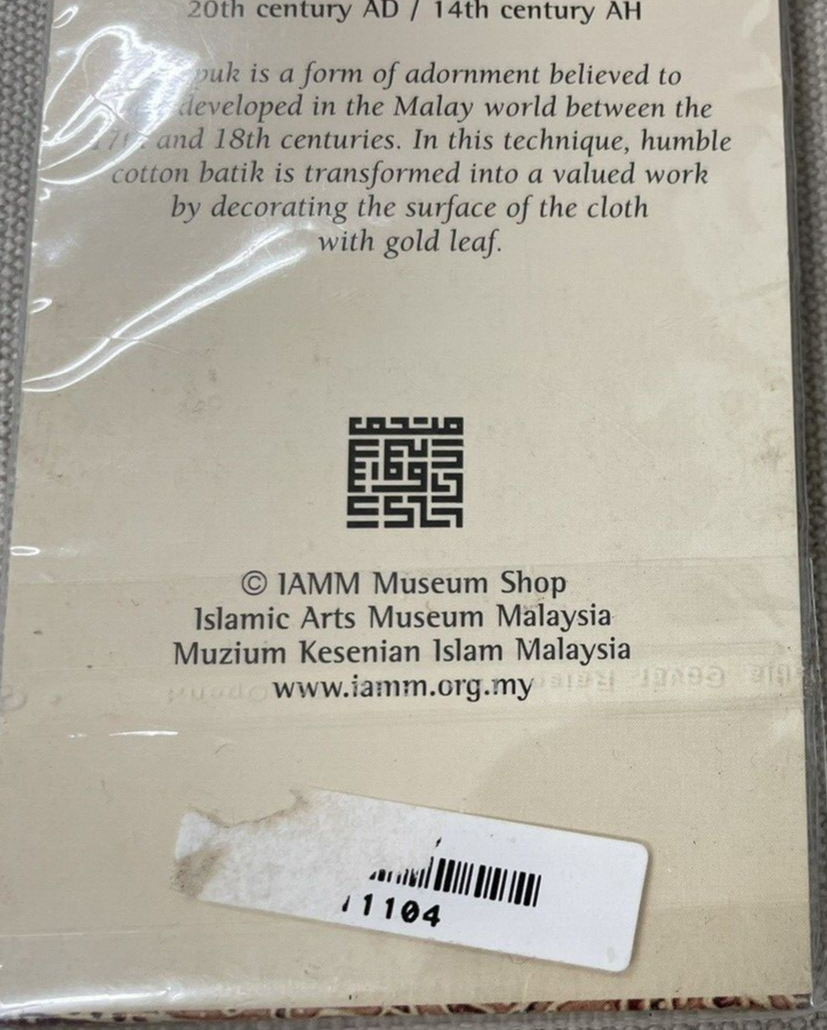 20th century AD / 14th century AH
puk is a form of adornment believed to
developed in the Malay world between the
and 18th centuries. In this technique, humble
cotton batik is transformed into a valued work
by decorating the surface of the cloth
with gold leaf.
© IAMM Museum Shop
Islamic Arts Museum Malaysia
Muzium Kesenian Islam Malaysia
www.iamm.org.my
1104